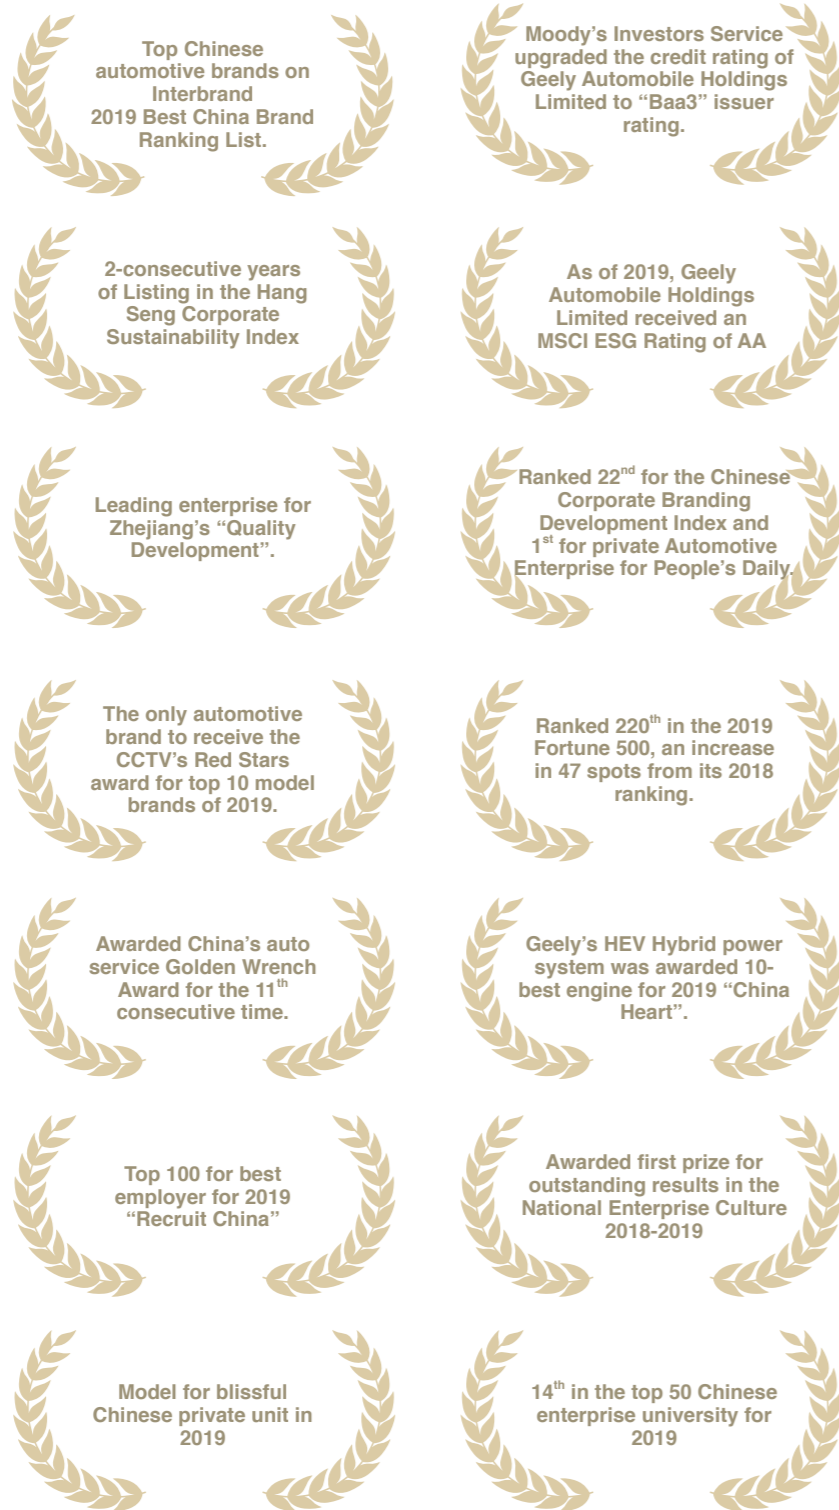 Top Chinese
automotive brands on
Interbrand
2019 Best China Brand
Ranking List.
Moody’s Investors Service
upgraded the credit rating of
Geely Automobile Holdings
Limited to “Baa3” issuer
rating.
2-consecutive years
of Listing in the Hang
Seng Corporate
Sustainability Index
As of 2019, Geely
Automobile Holdings
Limited received an
MSCI ESG Rating of AA
Leading enterprise for
Zhejiang’s “Quality
Development”.
Ranked 22nd for the Chinese
Corporate Branding
Development Index and
1st for private Automotive
Enterprise for People’s Daily.
The only automotive
brand to receive the
CCTV’s Red Stars
award for top 10 model
brands of 2019.
Ranked 220th in the 2019
Fortune 500, an increase
in 47 spots from its 2018
ranking.
Awarded China’s auto
service Golden Wrench
Award for the 11th
consecutive time.
Geely’s HEV Hybrid power
system was awarded 10-
best engine for 2019 “China
Heart”.
Top 100 for best
employer for 2019
“Recruit China”
Awarded first prize for
outstanding results in the
National Enterprise Culture
2018-2019
Model for blissful
Chinese private unit in
2019
14th in the top 50 Chinese
enterprise university for
2019